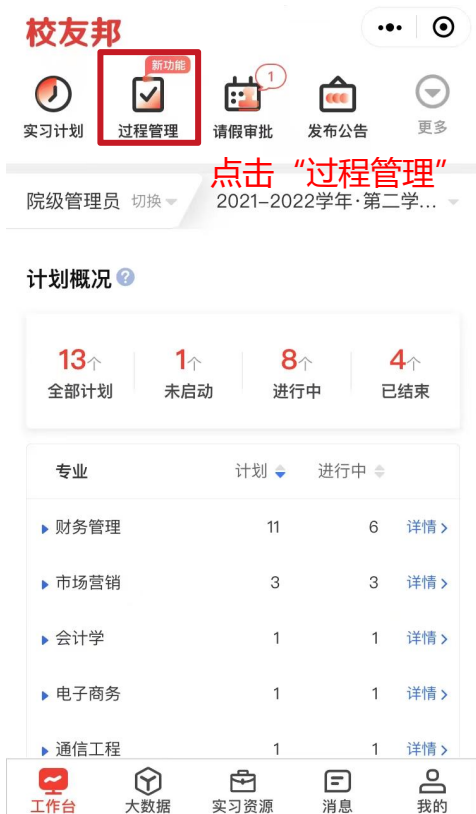 校友邦
新功能
1
实习计划 过程管理 请假审批 发布公告 更多
点击“过程管理”
院级管理员 切换 2021-2022学年·第二学...
计划概况 ?
13个 1个 8个 4个
全部计划 未启动 进行中 已结束
专业 计划 进行中
财务管理 11 6 详情
市场营销 3 3 详情
会计学 1 1 详情
电子商务 1 1 详情
通信工程 1 1 详情
工作台 大数据 实习资源 消息 我的